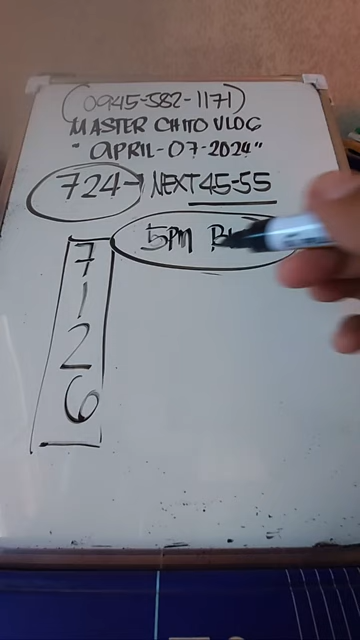 (0945-582-1171)
MASTER CHITO VLOG
"APRIL-07-2024"
724- NEXT 45-55
5PM
7
1
2
6